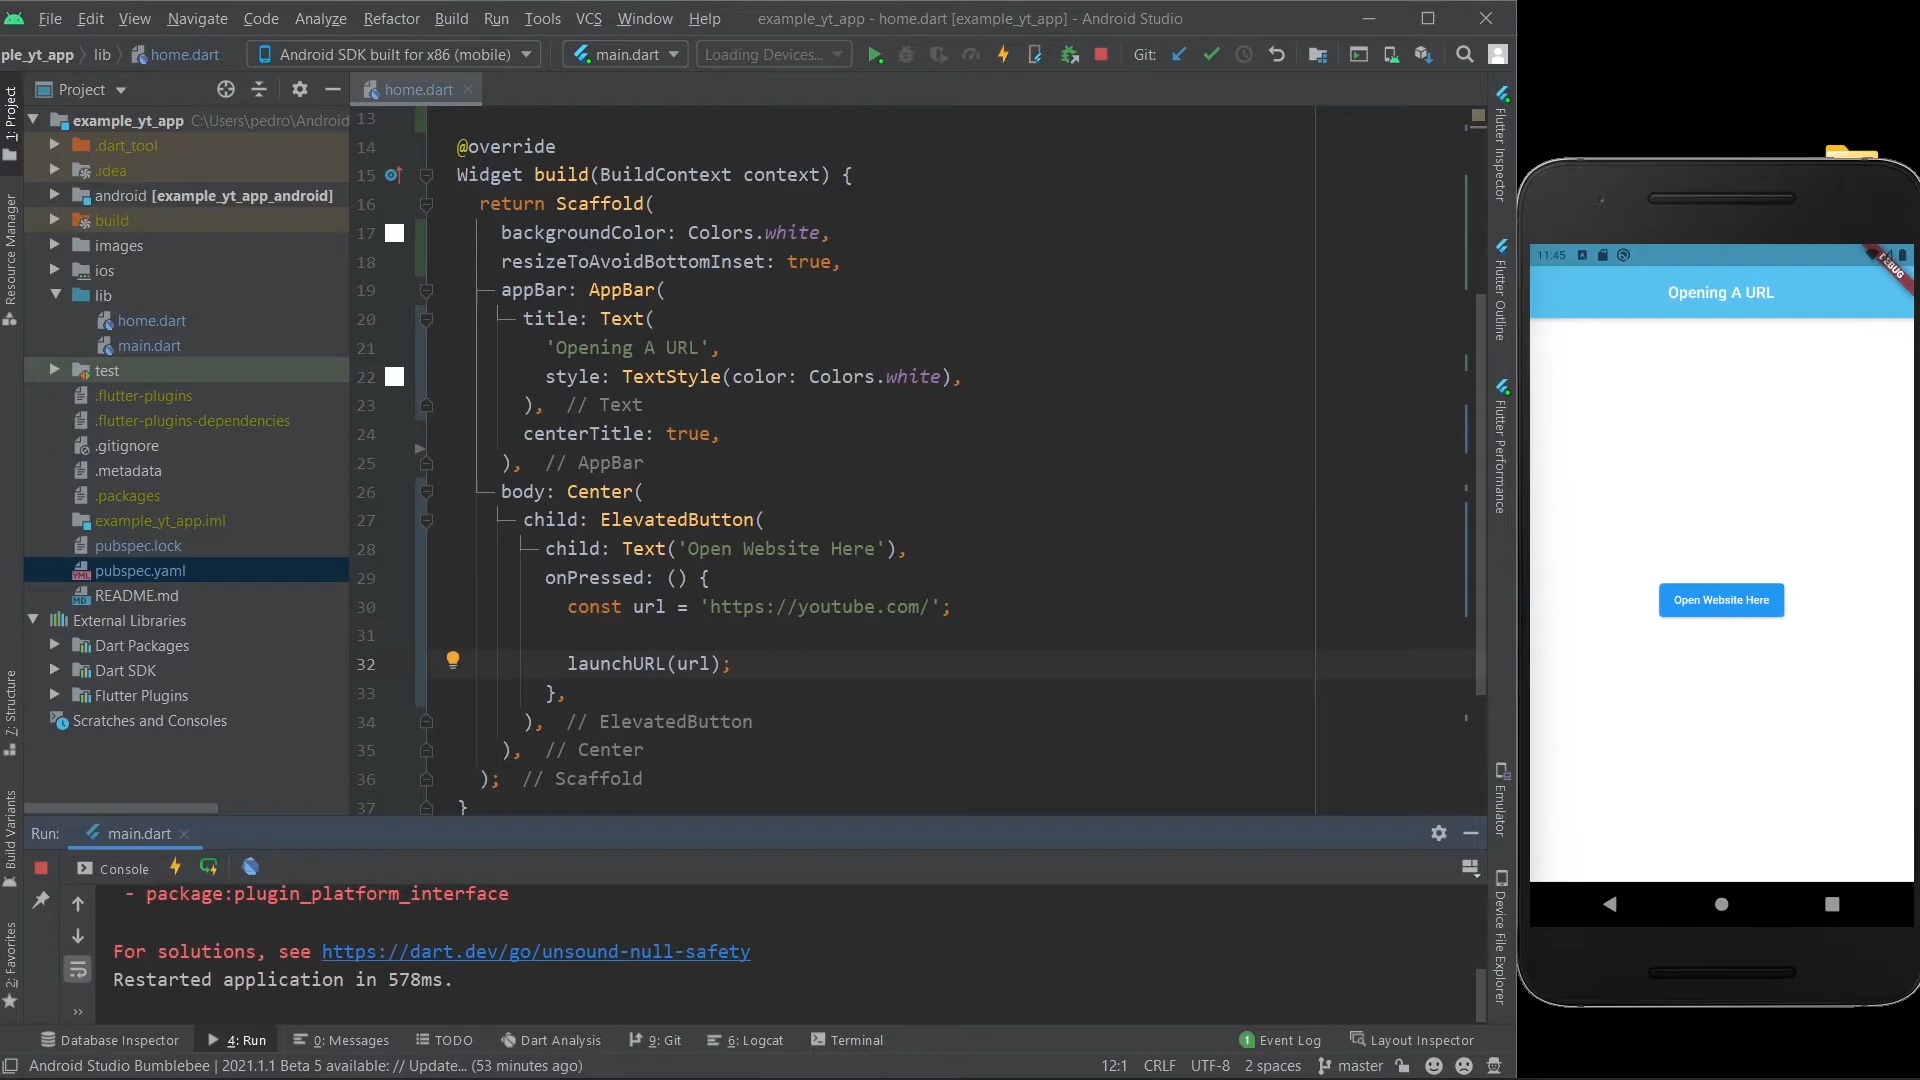 File Edit View Navigate Code Analyze Refactor Build Run Tools VCS Window Help example_yt_app - home.dart [example_yt_app] - Android Studio
ple_yt_app lib home.dart Android SDK built for x86 (mobile) main.dart Loading Devices... Git:
1: Project
Resource Manager
7: Structure
Build Variants
2: Favorites
Project
example_yt_app C:\Users\pedro\Android
.dart_tool
.idea
android [example_yt_app_android]
build
images
ios
lib
home.dart
main.dart
test
.flutter-plugins
.flutter-plugins-dependencies
.gitignore
.metadata
.packages
example_yt_app.iml
pubspec.lock
pubspec.yaml
README.md
External Libraries
Dart Packages
Dart SDK
Flutter Plugins
Scratches and Consoles
home.dart
13
14 @override
15 Widget build(BuildContext context) {
16 return Scaffold(
17 backgroundColor: Colors.white,
18 resizeToAvoidBottomInset: true,
19 appBar: AppBar(
20 title: Text(
21 'Opening A URL',
22 style: TextStyle(color: Colors.white),
23 ), // Text
24 centerTitle: true,
25 ), // AppBar
26 body: Center(
27 child: ElevatedButton(
28 child: Text('Open Website Here'),
29 onPressed: () {
30 const url = 'https://youtube.com/';
31
32 launchURL(url);
33 },
34 ), // ElevatedButton
35 ), // Center
36 ); // Scaffold
37 }
Flutter Inspector
Flutter Outline
Flutter Performance
Emulator
Device File Explorer
11:45
DEBUG
Opening A URL
Open Website Here
Run: main.dart
Console
- package:plugin_platform_interface
For solutions, see https://dart.dev/go/unsound-null-safety
Restarted application in 578ms.
Database Inspector 4: Run 0: Messages TODO Dart Analysis 9: Git 6: Logcat Terminal 1 Event Log Layout Inspector
Android Studio Bumblebee | 2021.1.1 Beta 5 available: // Update... (53 minutes ago) 12:1 CRLF UTF-8 2 spaces master